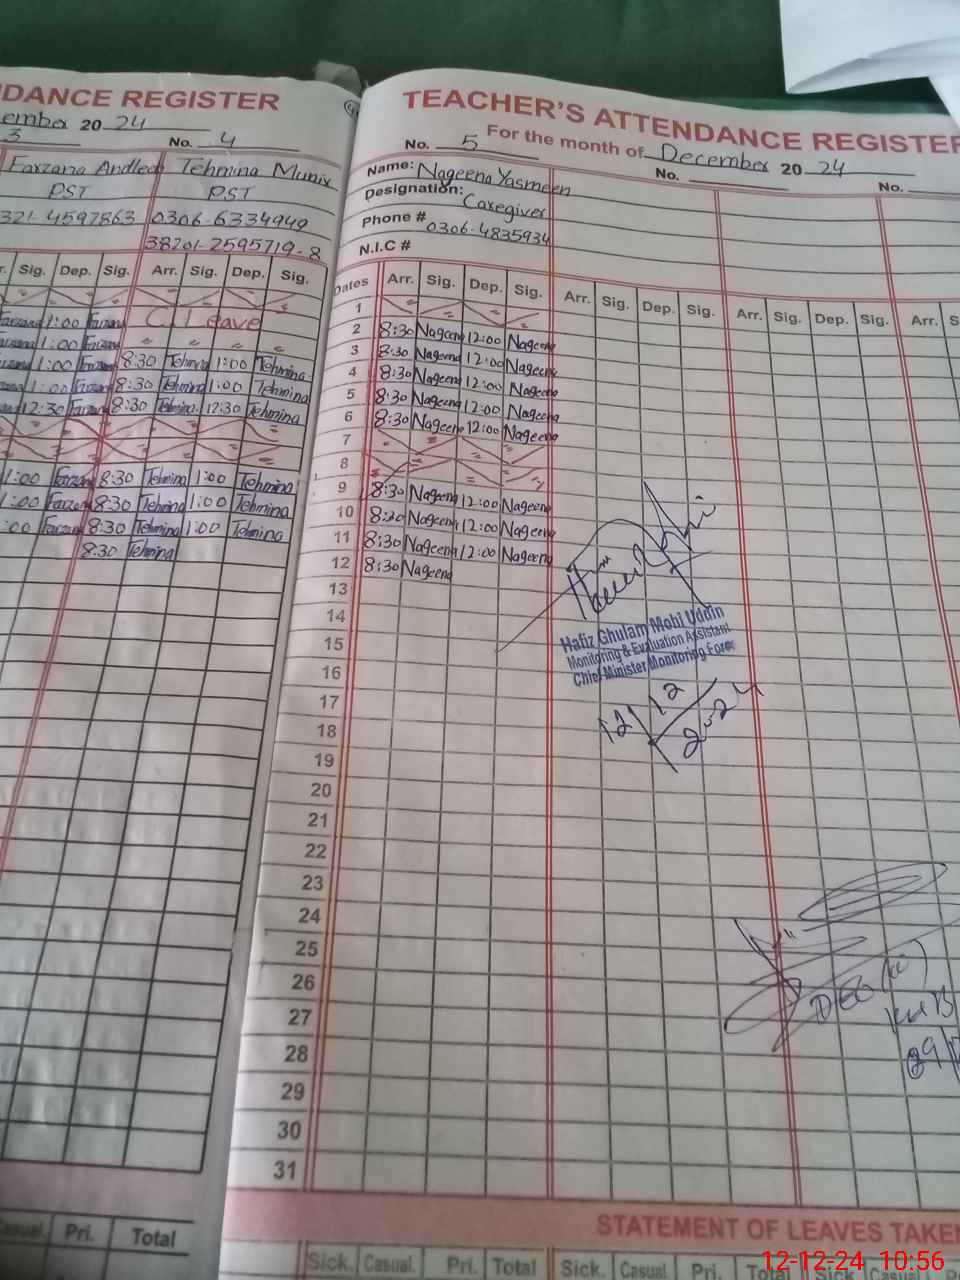 DANCE REGISTER
ember 20 24
3 No. 4
Farzana Andleeb Tehmina Munir
PST PST
321-4597863 0306-6334949
38201-2595719-8
Sig. Dep. Sig. Arr. Sig. Dep. Sig.
Farzana 1:00 Farzana C.L Leave
Farzana 1:00 Farzana
Farzana 1:00 Farzana 8:30 Tehmina 1:00 Tehmina
1:00 Farzana 8:30 Tehmina 1:00 Tehmina
12:30 Farzana 8:30 Tehmina 12:30 Tehmina
1:00 Farzana 8:30 Tehmina 1:00 Tehmina
1:00 Farzana 8:30 Tehmina 1:00 Tehmina
:00 Farzana 8:30 Tehmina 1:00 Tehmina
8:30 Tehmina
Casual. Pri. Total
TEACHER'S ATTENDANCE REGISTER
For the month of December 20 24
No. 5 No. No.
Name: Nageena Yasmeen
Designation: Caregiver
Phone # 0306-4835934
N.I.C #
Dates Arr. Sig. Dep. Sig. Arr. Sig. Dep. Sig. Arr. Sig. Dep. Sig. Arr. S
1
2 8:30 Nageena 12:00 Nageena
3 8:30 Nageena 12:00 Nageena
4 8:30 Nageena 12:00 Nageena
5 8:30 Nageena 12:00 Nageena
6 8:30 Nageena 12:00 Nageena
7
8
9 8:30 Nageena 12:00 Nageena
10 8:20 Nageena 12:00 Nageena
11 8:30 Nageena 12:00 Nageena
12 8:30 Nageena
13
14
15
16
17
18
19
20
21
22
23
24
25
26
27
28
29
30
31
Hafiz Ghulam Mohi Uddin
Monitoring & Evaluation Assistant
Chief Minister Monitoring Force
12/12/2024
STATEMENT OF LEAVES TAKEN
Sick. Casual. Pri. Total Sick. Casual. Pri. Total Sick. Casual.
12-12-24 10:56